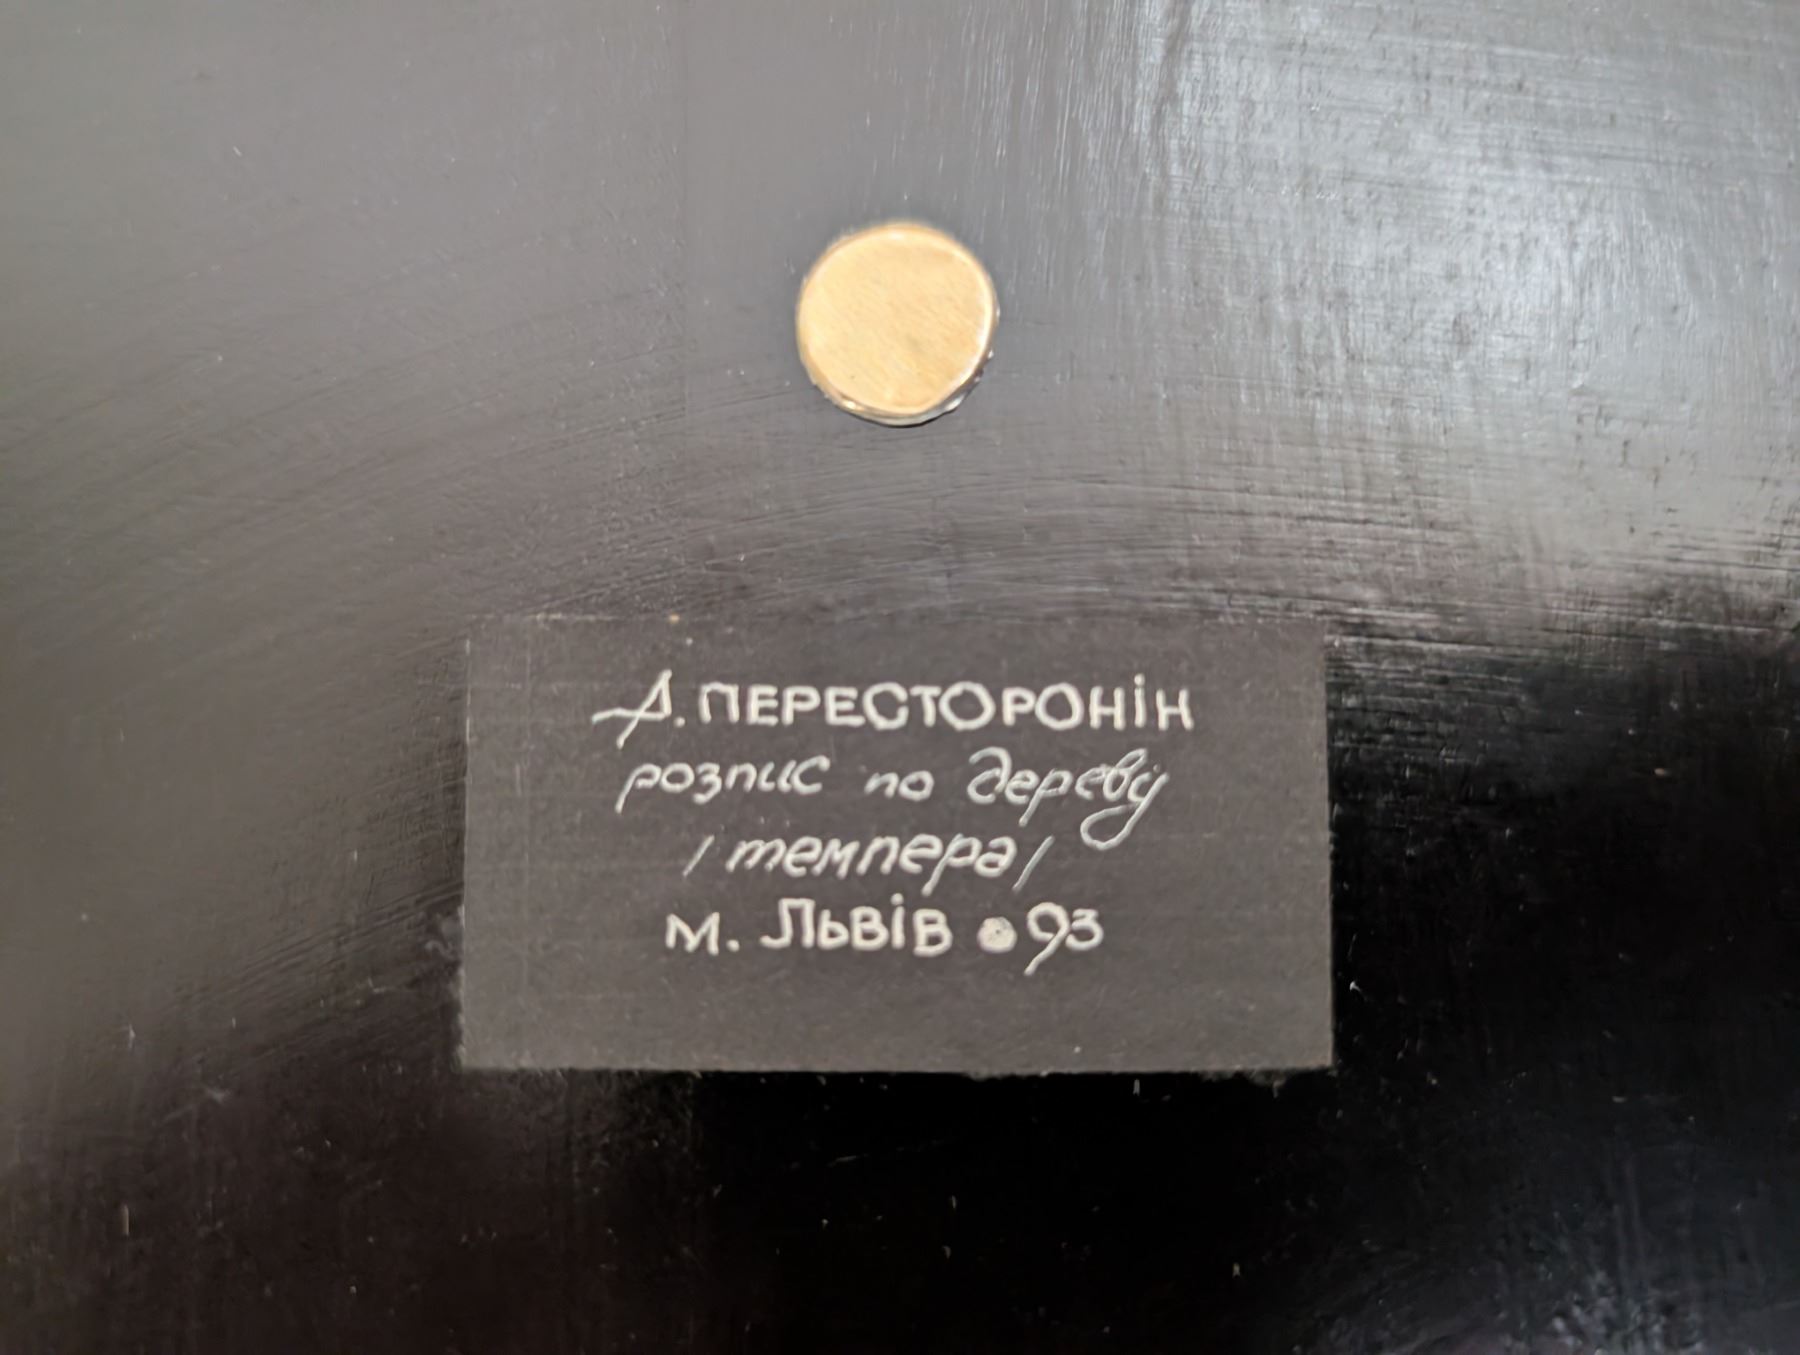 А. ПЕРЕСТОРОНІН
розпис по дереву
/ темпера /
м. Львів • 93